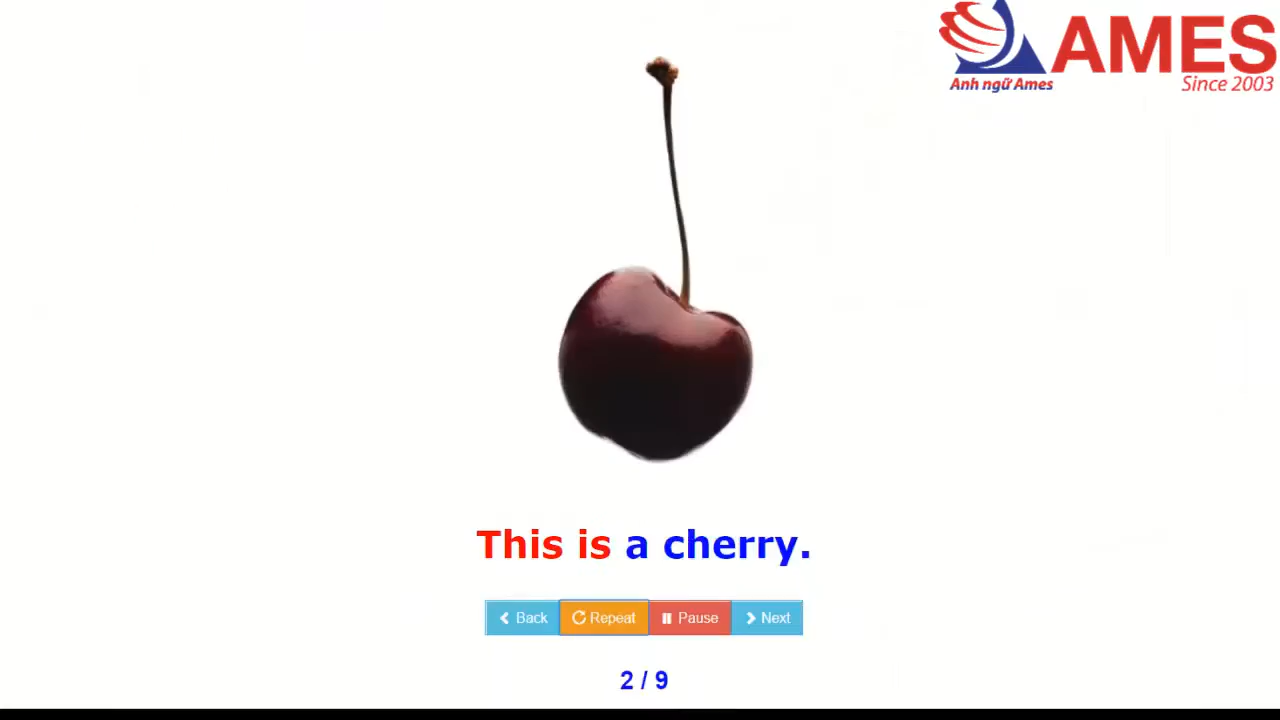 AMES
Anh ngữ Ames
Since 2003
This is a cherry.
Back
Repeat
Pause
Next
2 / 9